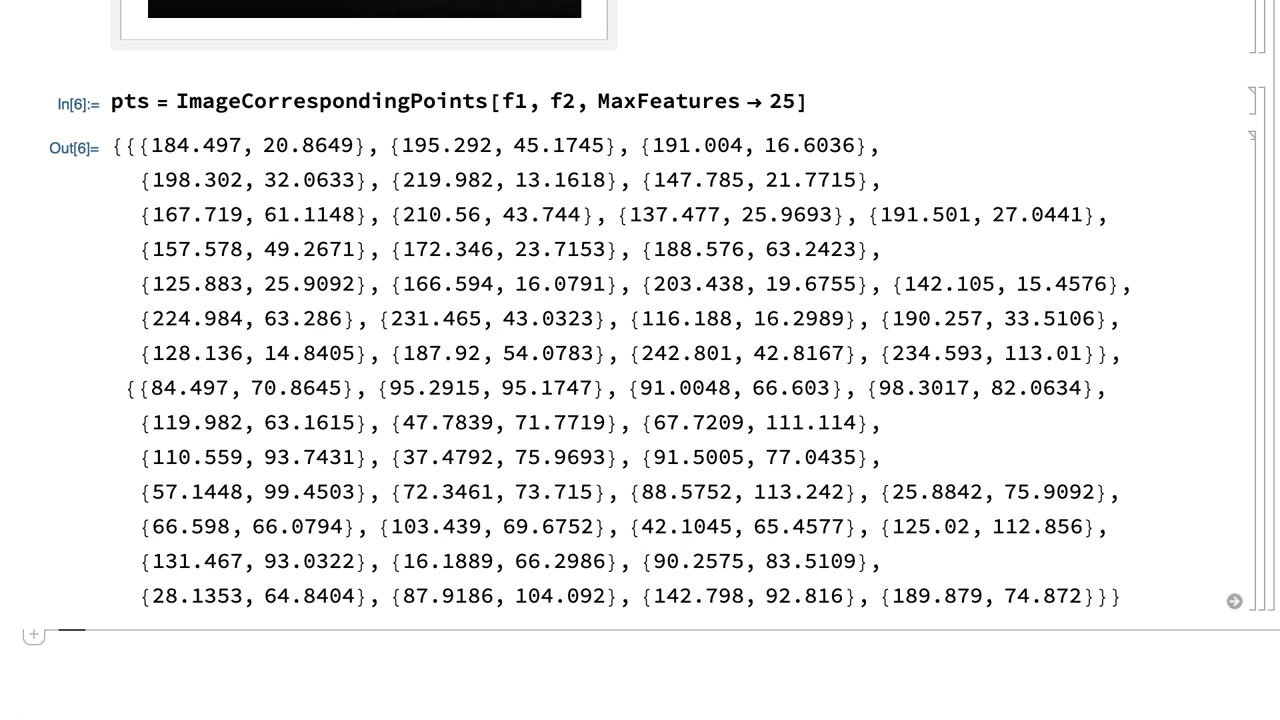 In[6]:= pts = ImageCorrespondingPoints[f1, f2, MaxFeatures → 25]
Out[6]= {{{184.497, 20.8649}, {195.292, 45.1745}, {191.004, 16.6036},
{198.302, 32.0633}, {219.982, 13.1618}, {147.785, 21.7715},
{167.719, 61.1148}, {210.56, 43.744}, {137.477, 25.9693}, {191.501, 27.0441},
{157.578, 49.2671}, {172.346, 23.7153}, {188.576, 63.2423},
{125.883, 25.9092}, {166.594, 16.0791}, {203.438, 19.6755}, {142.105, 15.4576},
{224.984, 63.286}, {231.465, 43.0323}, {116.188, 16.2989}, {190.257, 33.5106},
{128.136, 14.8405}, {187.92, 54.0783}, {242.801, 42.8167}, {234.593, 113.01}},
{{84.497, 70.8645}, {95.2915, 95.1747}, {91.0048, 66.603}, {98.3017, 82.0634},
{119.982, 63.1615}, {47.7839, 71.7719}, {67.7209, 111.114},
{110.559, 93.7431}, {37.4792, 75.9693}, {91.5005, 77.0435},
{57.1448, 99.4503}, {72.3461, 73.715}, {88.5752, 113.242}, {25.8842, 75.9092},
{66.598, 66.0794}, {103.439, 69.6752}, {42.1045, 65.4577}, {125.02, 112.856},
{131.467, 93.0322}, {16.1889, 66.2986}, {90.2575, 83.5109},
{28.1353, 64.8404}, {87.9186, 104.092}, {142.798, 92.816}, {189.879, 74.872}}}